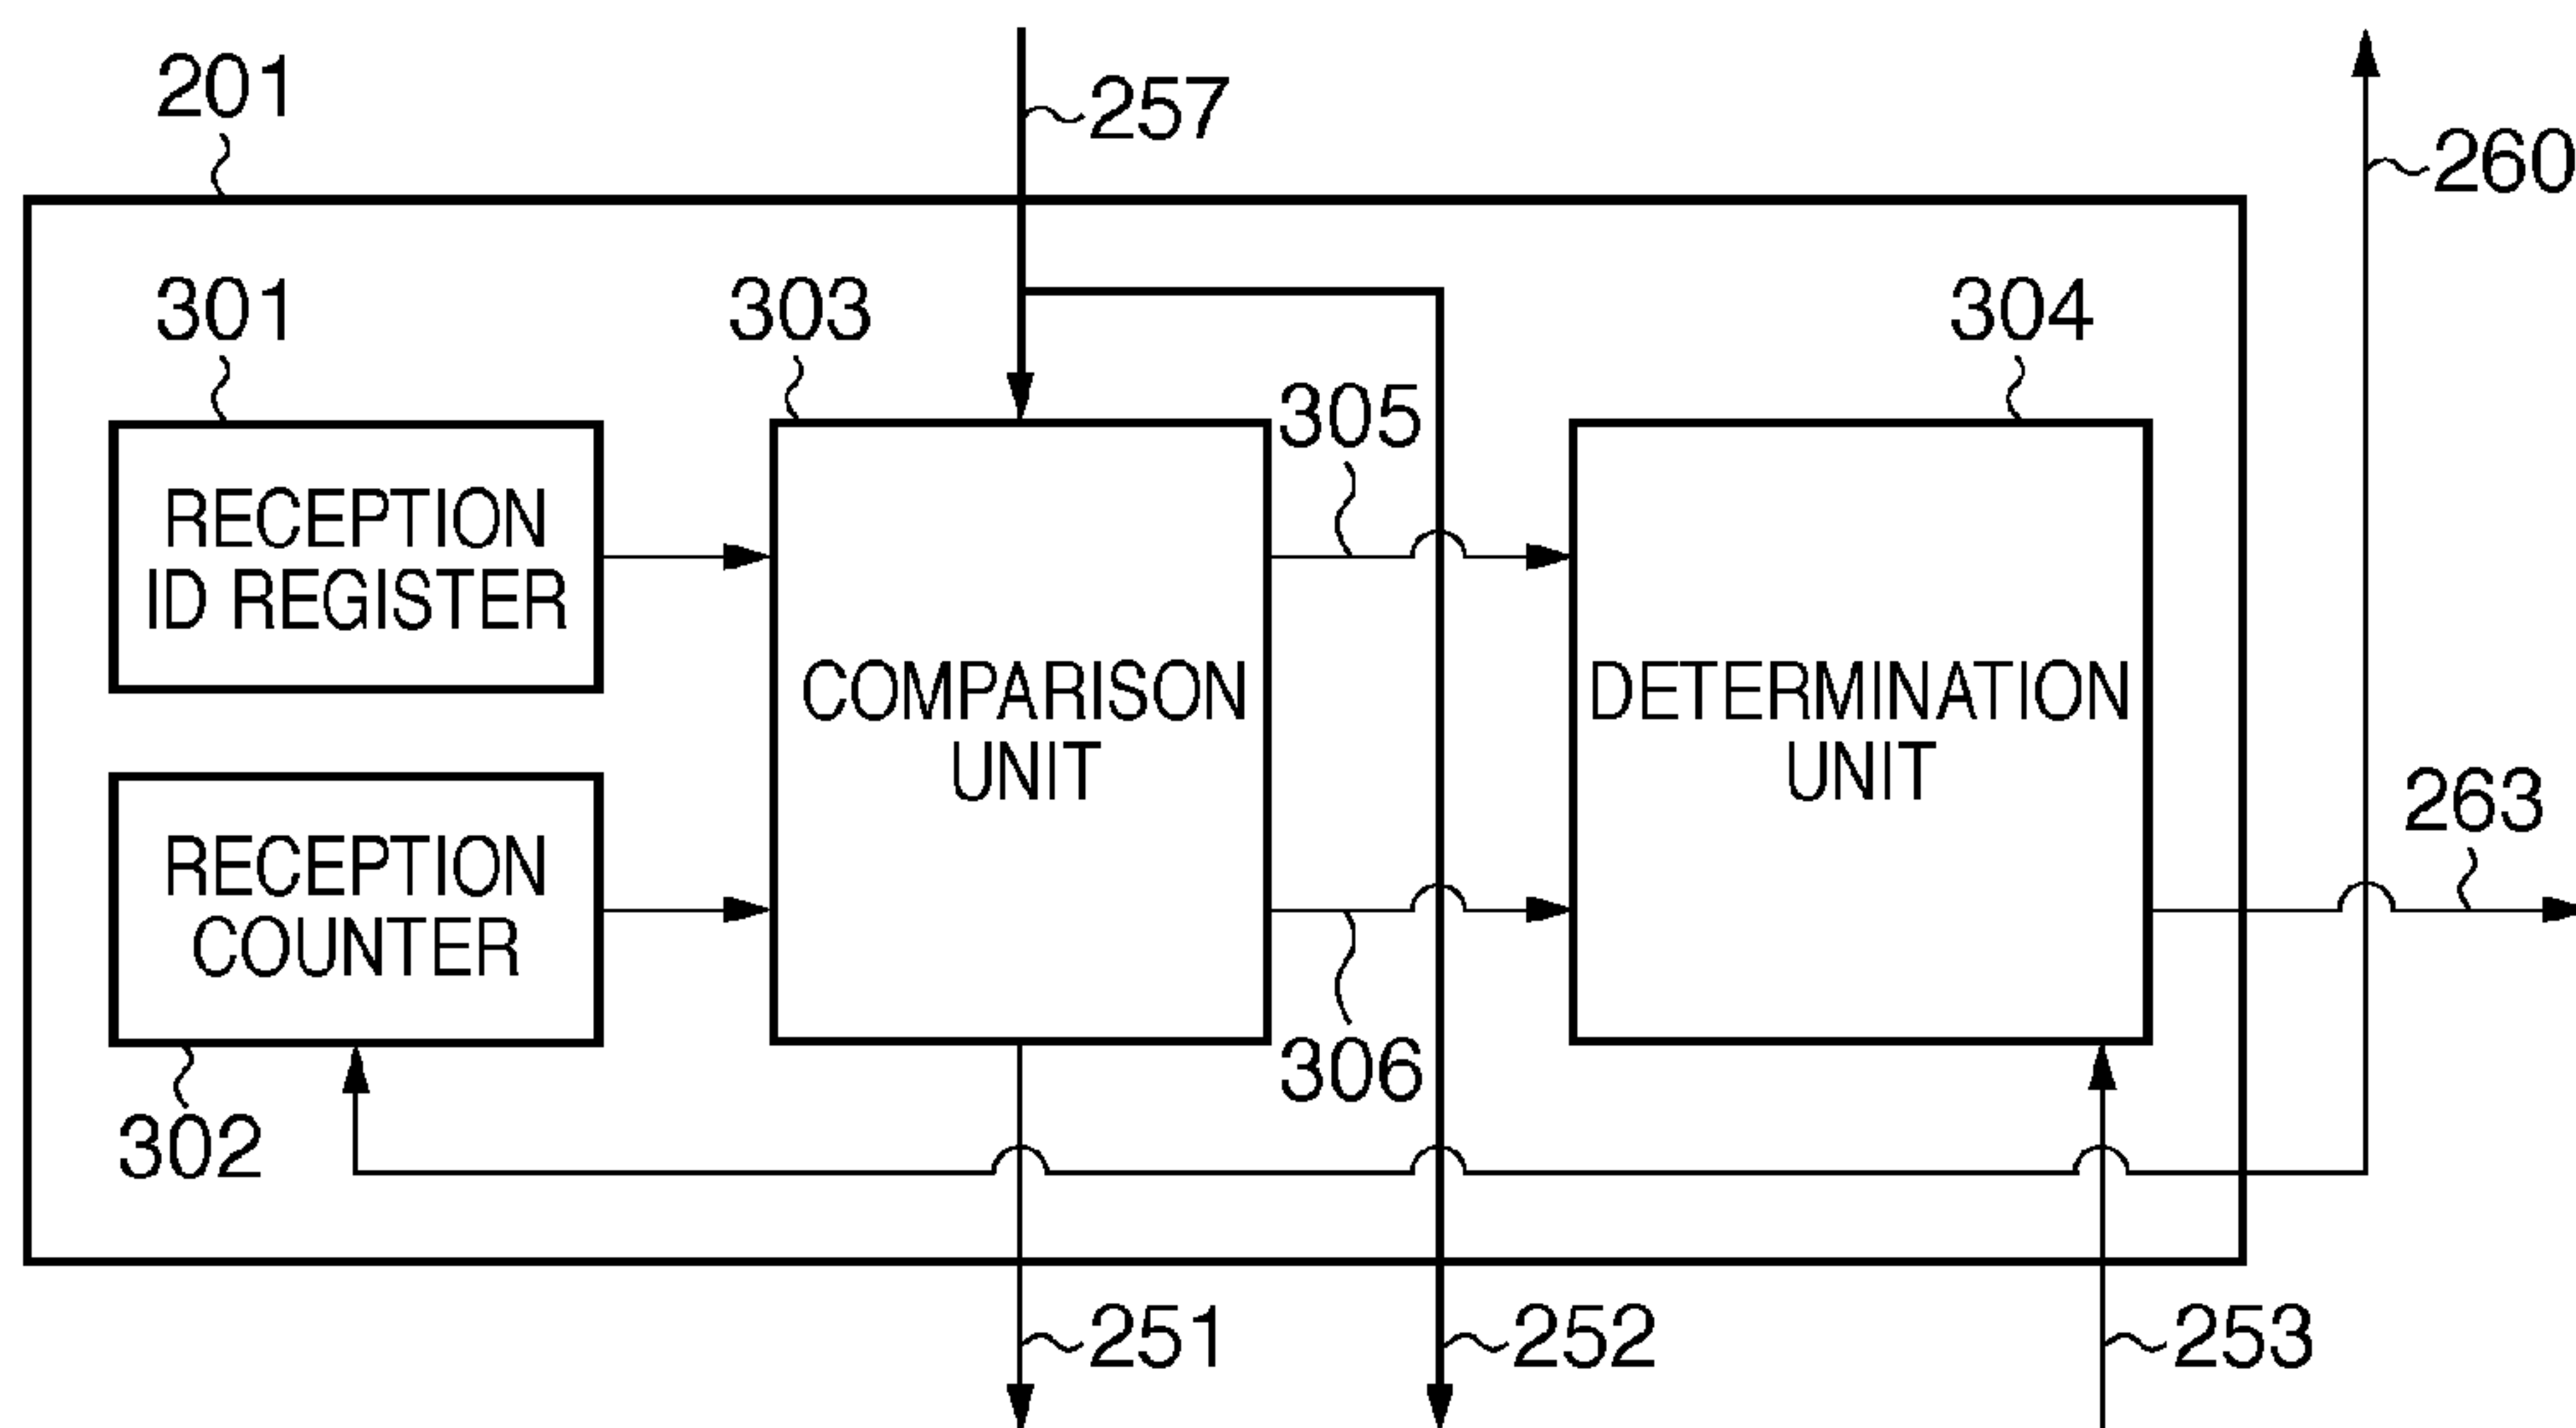 201
257
260
301
303
304
305
RECEPTION
ID REGISTER
COMPARISON
UNIT
DETERMINATION
UNIT
RECEPTION
COUNTER
263
302
306
251
252
253